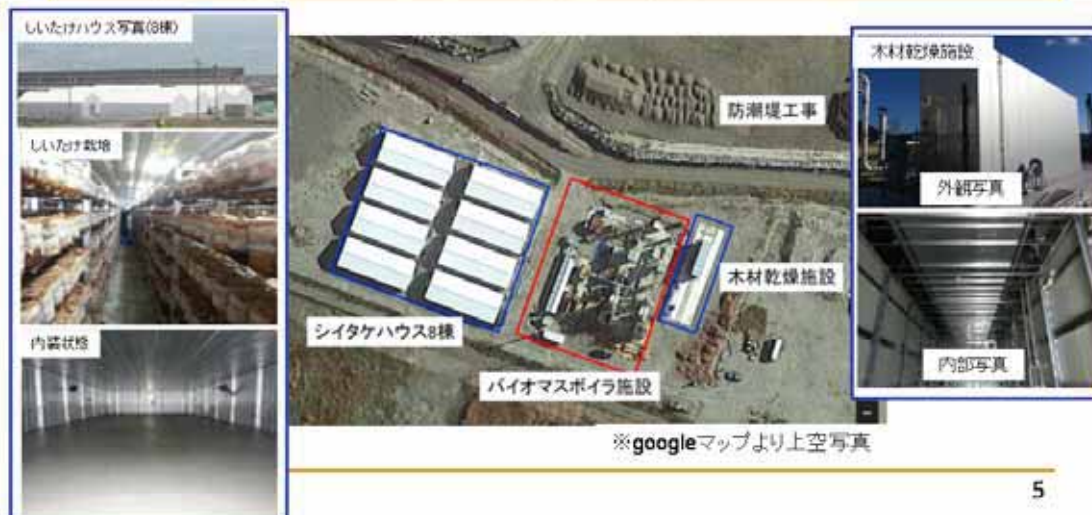 しいたけハウス写真(8棟)
しいたけ栽培
内装状態
防潮堤工事
シイタケハウス8棟
バイオマスボイラ施設
木材乾燥施設
※googleマップより上空写真
木材乾燥施設
外観写真
内部写真
5